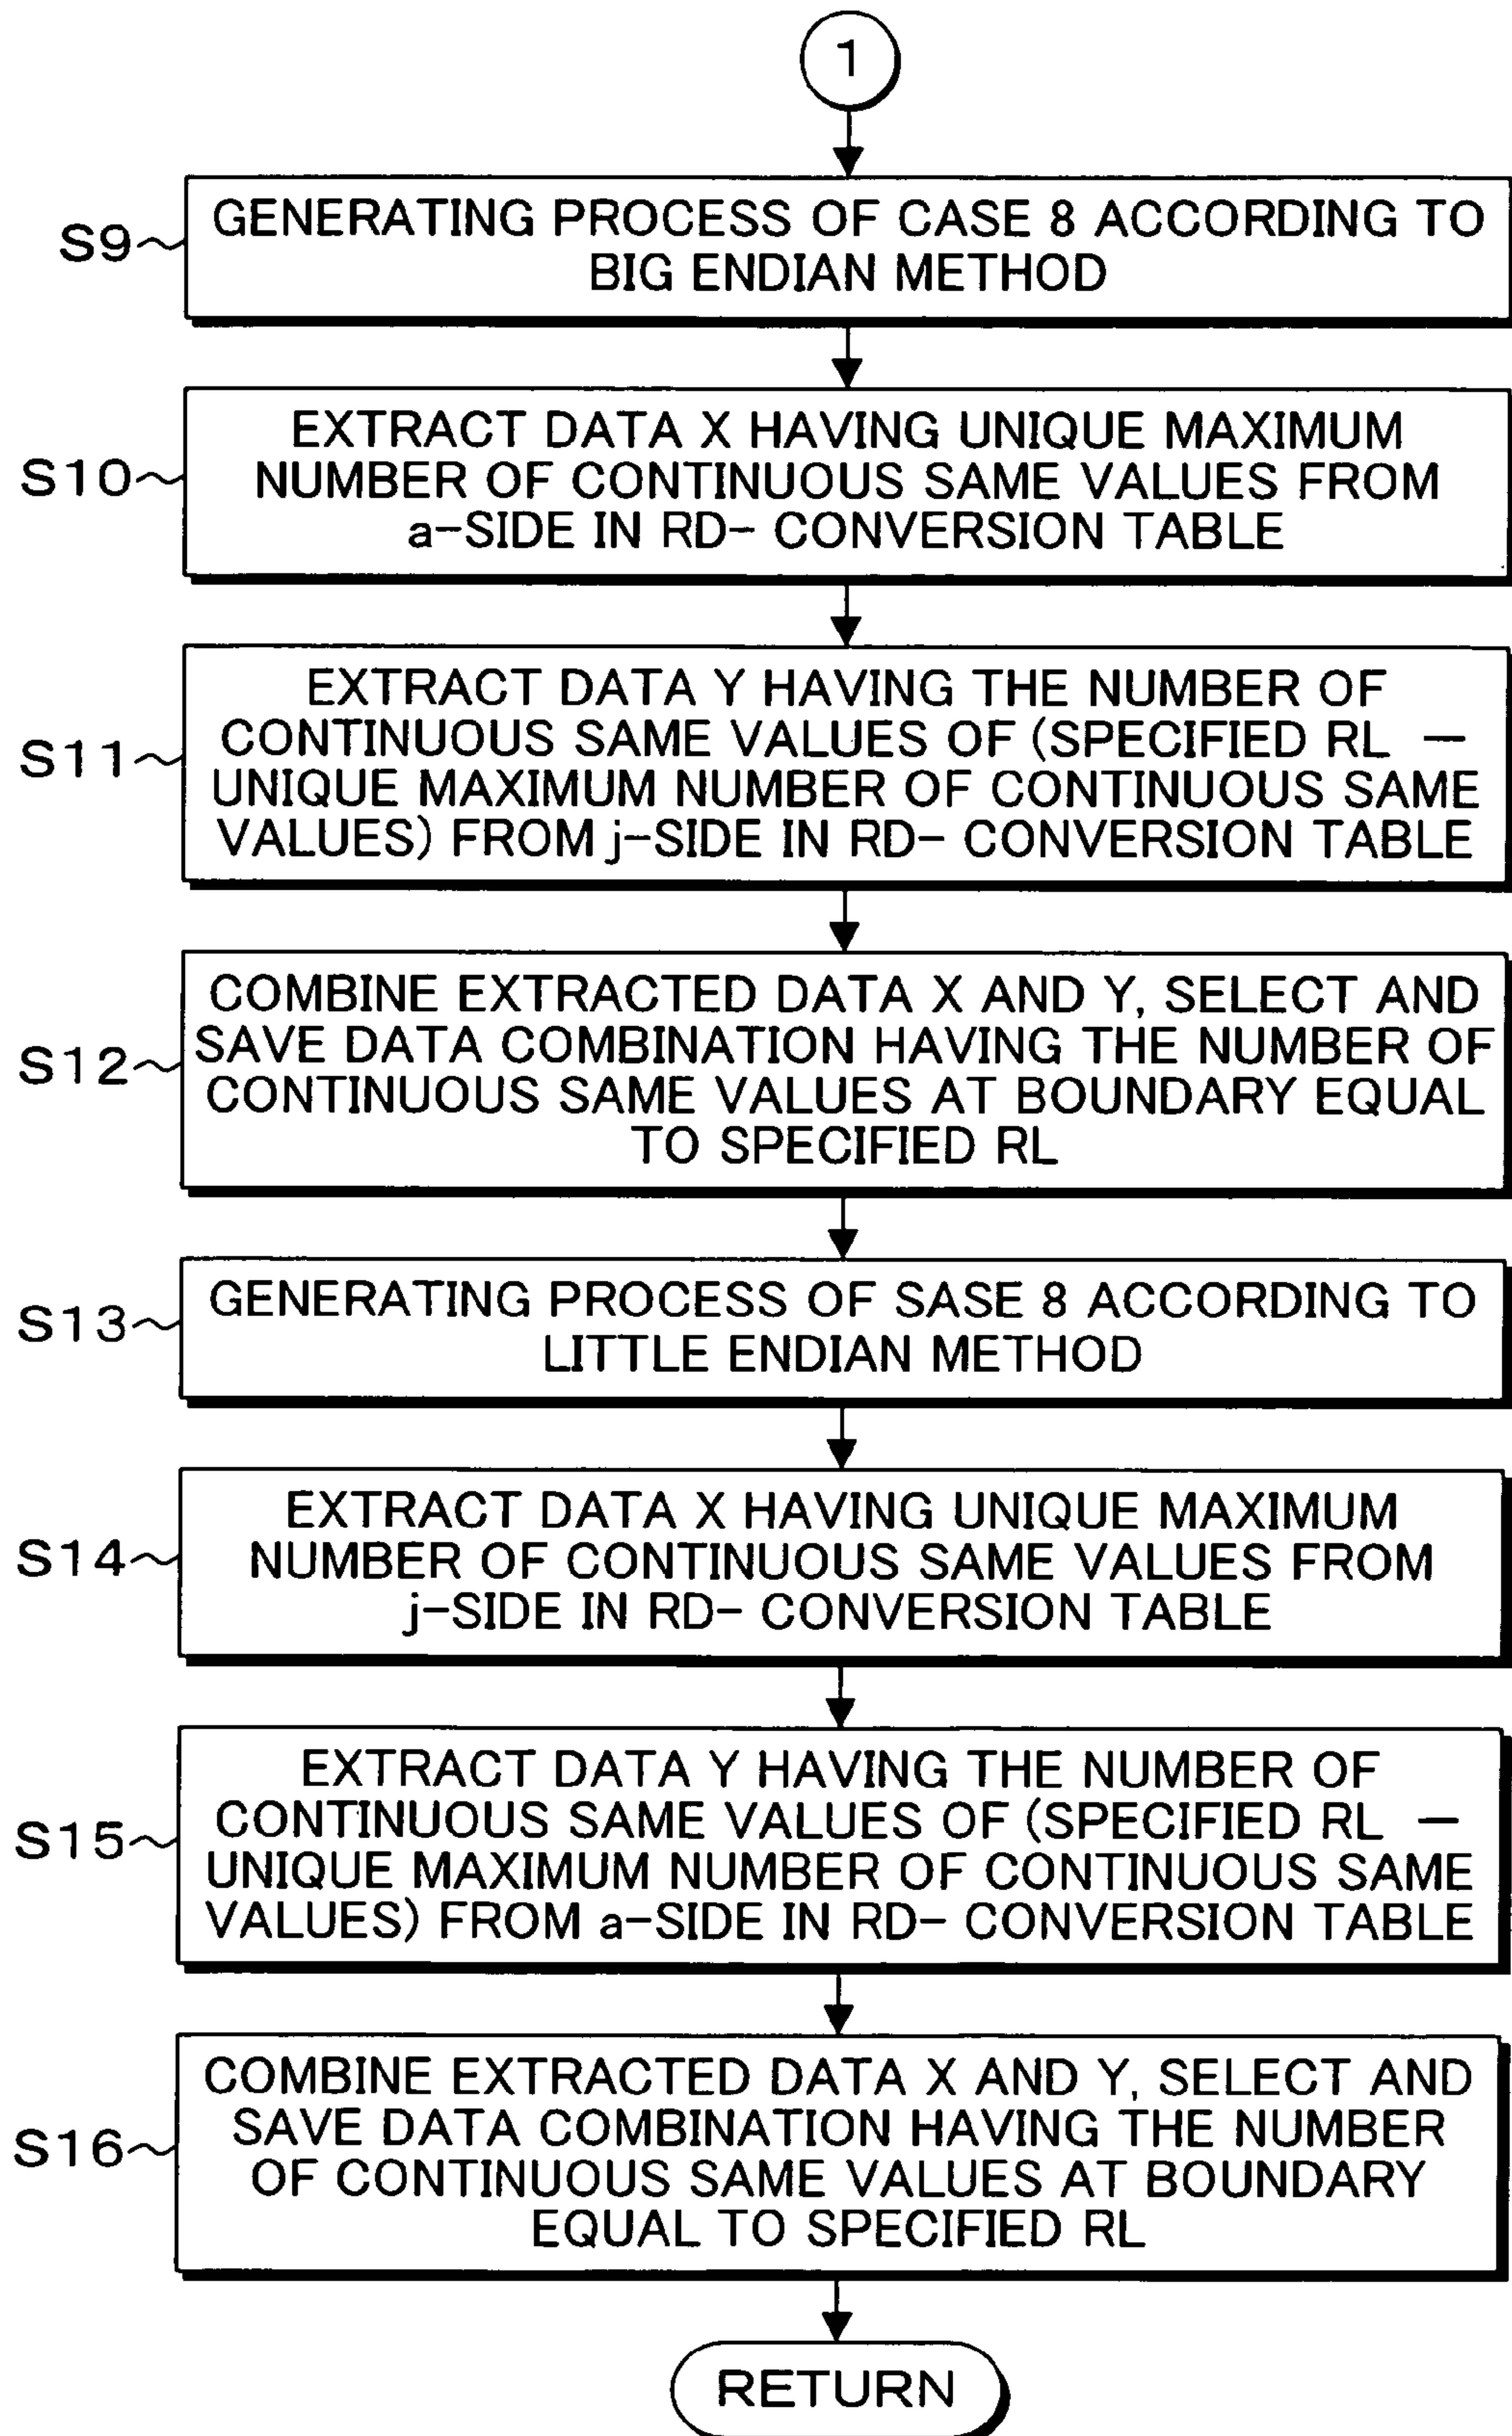 1
S9
GENERATING PROCESS OF CASE 8 ACCORDING TO
BIG ENDIAN METHOD
S10
EXTRACT DATA X HAVING UNIQUE MAXIMUM
NUMBER OF CONTINUOUS SAME VALUES FROM
a-SIDE IN RD- CONVERSION TABLE
S11
EXTRACT DATA Y HAVING THE NUMBER OF
CONTINUOUS SAME VALUES OF (SPECIFIED RL —
UNIQUE MAXIMUM NUMBER OF CONTINUOUS SAME
VALUES) FROM j-SIDE IN RD- CONVERSION TABLE
S12
COMBINE EXTRACTED DATA X AND Y, SELECT AND
SAVE DATA COMBINATION HAVING THE NUMBER OF
CONTINUOUS SAME VALUES AT BOUNDARY EQUAL
TO SPECIFIED RL
S13
GENERATING PROCESS OF SASE 8 ACCORDING TO
LITTLE ENDIAN METHOD
S14
EXTRACT DATA X HAVING UNIQUE MAXIMUM
NUMBER OF CONTINUOUS SAME VALUES FROM
j-SIDE IN RD- CONVERSION TABLE
S15
EXTRACT DATA Y HAVING THE NUMBER OF
CONTINUOUS SAME VALUES OF (SPECIFIED RL —
UNIQUE MAXIMUM NUMBER OF CONTINUOUS SAME
VALUES) FROM a-SIDE IN RD- CONVERSION TABLE
S16
COMBINE EXTRACTED DATA X AND Y, SELECT AND
SAVE DATA COMBINATION HAVING THE NUMBER
OF CONTINUOUS SAME VALUES AT BOUNDARY
EQUAL TO SPECIFIED RL
RETURN